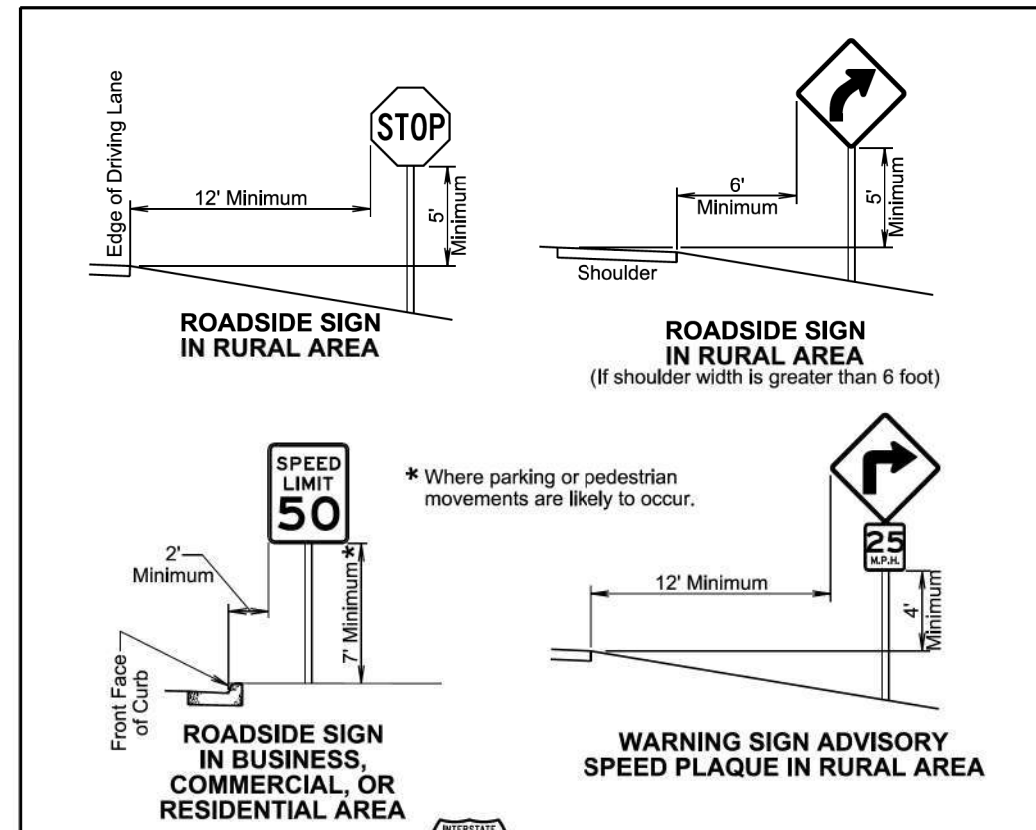 Edge of Driving Lane
STOP
12' Minimum
5'
Minimum
ROADSIDE SIGN
IN RURAL AREA
6'
Minimum
5'
Minimum
Shoulder
ROADSIDE SIGN
IN RURAL AREA
(If shoulder width is greater than 6 foot)
SPEED
LIMIT
50
* Where parking or pedestrian
movements are likely to occur.
2'
Minimum
7' Minimum*
Front Face
of Curb
ROADSIDE SIGN
IN BUSINESS,
COMMERCIAL, OR
RESIDENTIAL AREA
25
M.P.H.
12' Minimum
4'
Minimum
WARNING SIGN ADVISORY
SPEED PLAQUE IN RURAL AREA
INTERSTATE